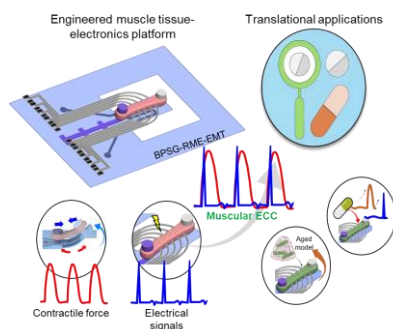 Engineered muscle tissue-
electronics platform
Translational applications
BPSG-RME-EMT
Muscular ECC
Aged
model
Contractile force
Electrical
signals